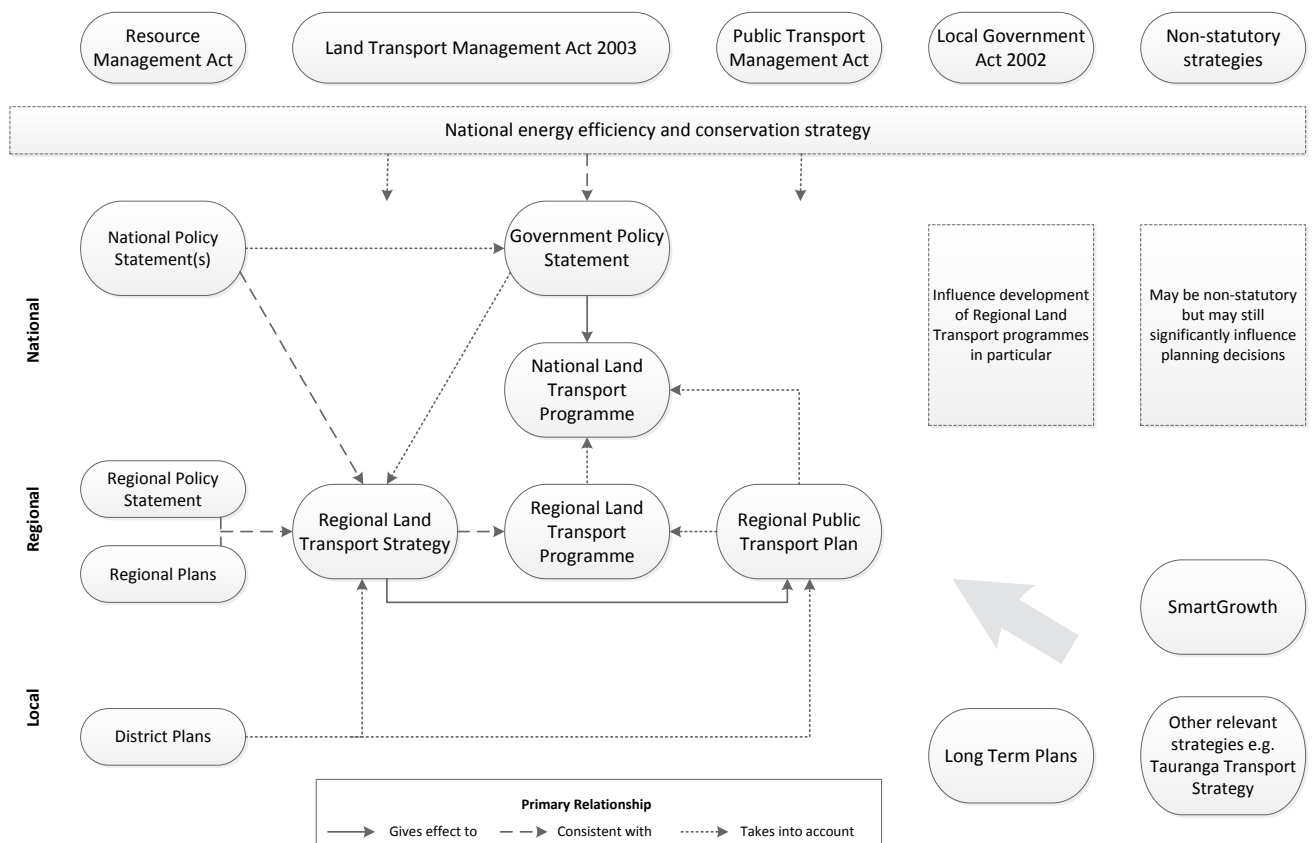 Resource
Management Act
Land Transport Management Act 2003
Public Transport
Management Act
Local Government
Act 2002
Non-statutory
strategies
National energy efficiency and conservation strategy
National
National Policy
Statement(s)
Government Policy
Statement
National Land
Transport
Programme
Influence development
of Regional Land
Transport programmes
in particular
May be non-statutory
but may still
significantly influence
planning decisions
Regional
Regional Policy
Statement
Regional Plans
Regional Land
Transport Strategy
Regional Land
Transport
Programme
Regional Public
Transport Plan
SmartGrowth
Local
District Plans
Long Term Plans
Other relevant
strategies e.g.
Tauranga Transport
Strategy
Primary Relationship
Gives effect to
Consistent with
Takes into account